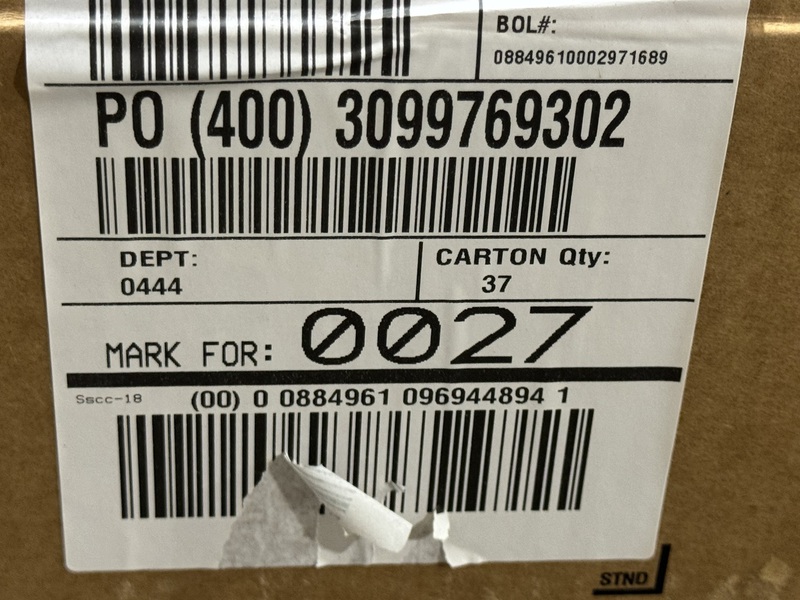 BOL#:
08849610002971689
PO (400) 3099769302
DEPT:
0444
CARTON Qty:
37
MARK FOR: 0027
Sscc-18
(00) 0 0884961 096944894 1
STND